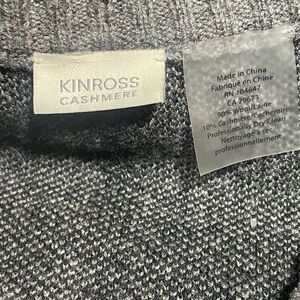 KINROSS
CASHMERE
Made in China
Fabriqué en Chine
RN 104647
CA 29673
90% Wool/Laine
10% Cashmere/Cachemire
Professionally Dry Clean
Nettoyage a sec
professionnellement